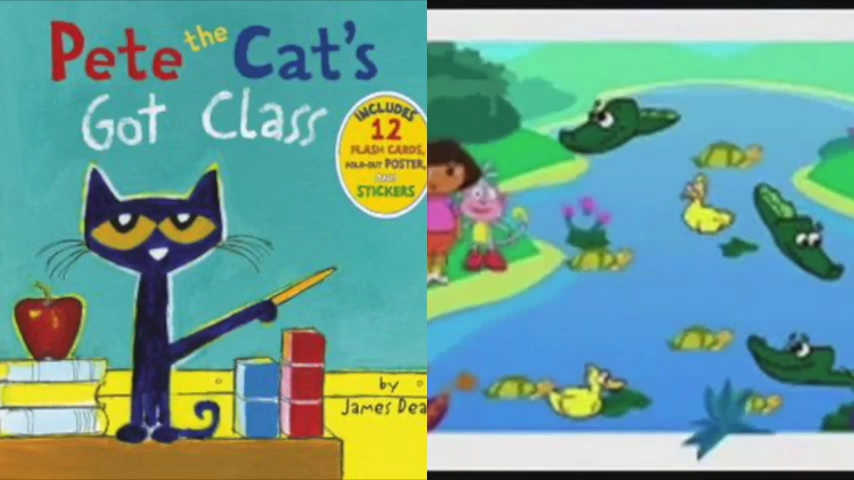 Pete the Cat's
Got Class
INCLUDES
12
FLASH CARDS,
FOLD-OUT POSTER,
AND
STICKERS
by
James Dea